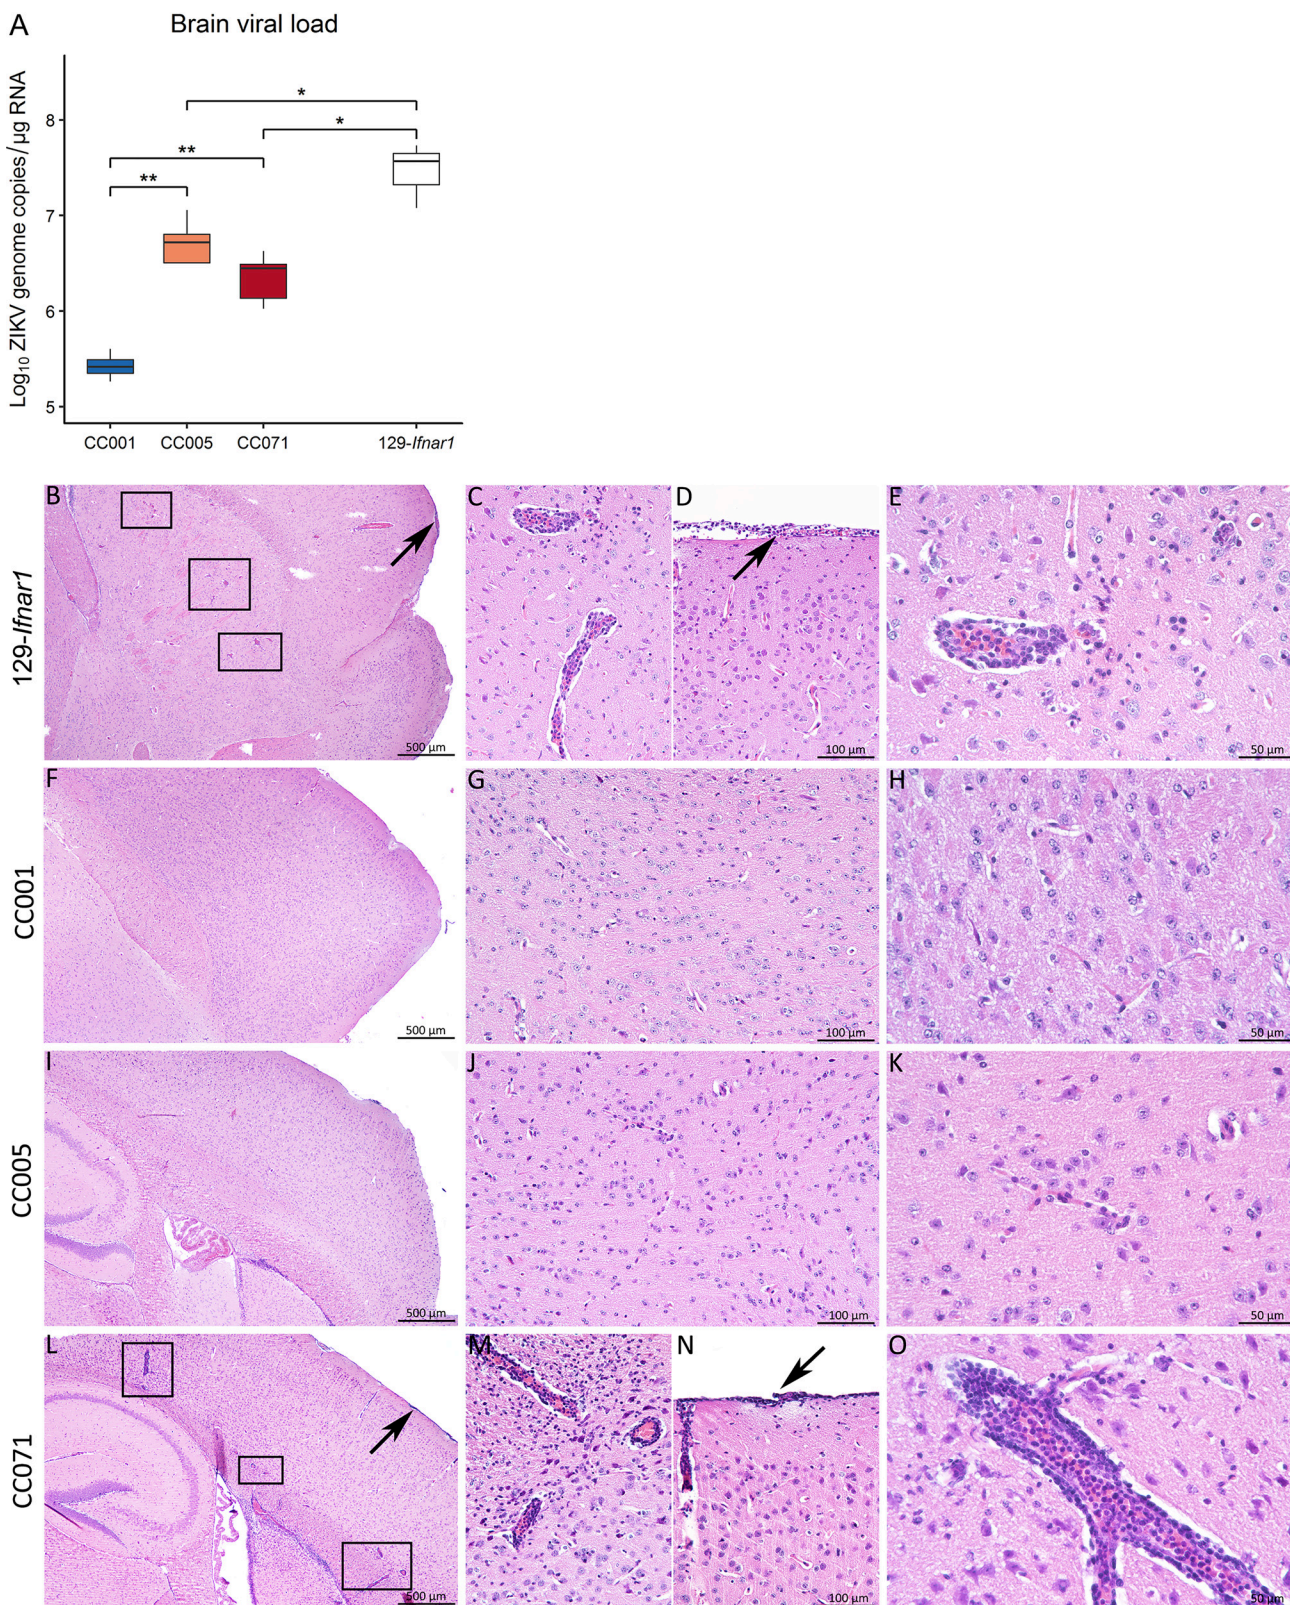 A
Brain viral load
Log₁₀ ZIKV genome copies/µg RNA
8
7
6
5
*
*
**
**
CC001
CC005
CC071
129-Ifnar1
129-Ifnar1
B
500 µm
C
D
100 µm
E
50 µm
CC001
F
500 µm
G
100 µm
H
50 µm
CC005
I
500 µm
J
100 µm
K
50 µm
CC071
L
500 µm
M
N
100 µm
O
50 µm